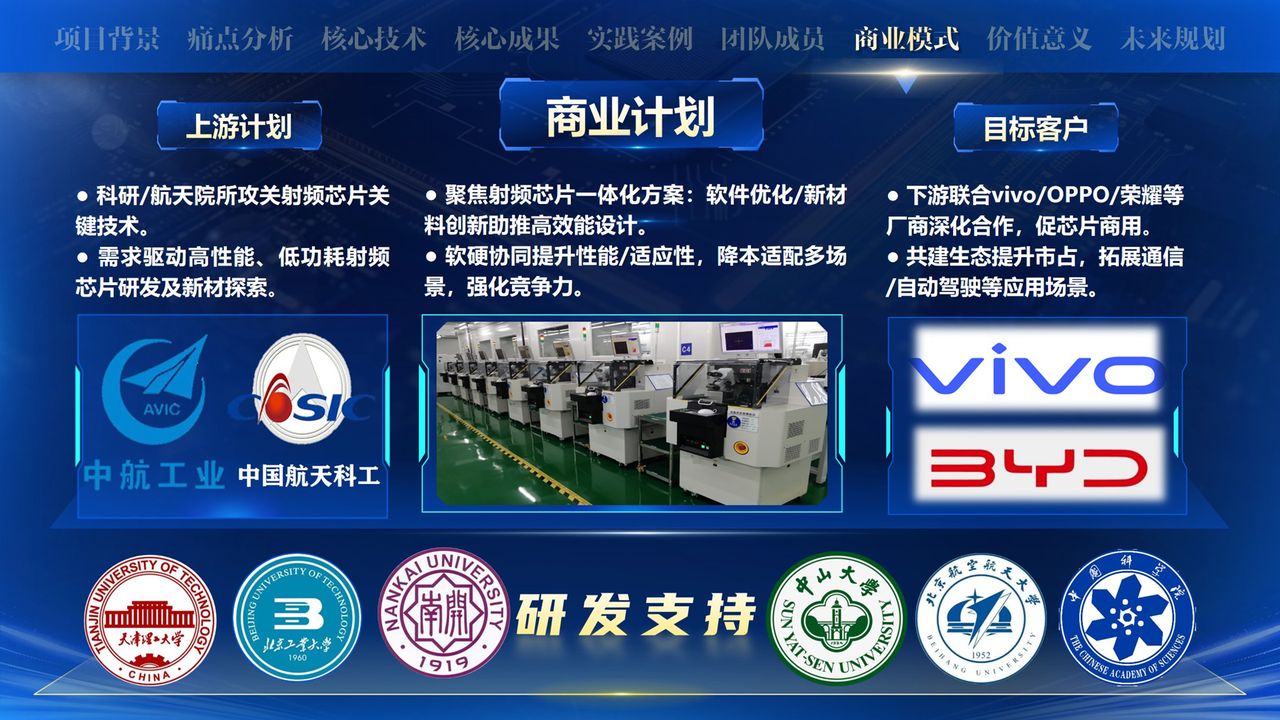 项目背景 痛点分析 核心技术 核心成果 实践案例 团队成员 商业模式 价值意义 未来规划
上游计划
● 科研/航天院所攻关射频芯片关
键技术。
● 需求驱动高性能、低功耗射频
芯片研发及新材探索。
AVIC
中航工业
CASIC
中国航天科工
商业计划
● 聚焦射频芯片一体化方案：软件优化/新材
料创新助推高效能设计。
● 软硬协同提升性能/适应性，降本适配多场
景，强化竞争力。
C4
目标客户
● 下游联合vivo/OPPO/荣耀等
厂商深化合作，促芯片商用。
● 共建生态提升市占，拓展通信
/自动驾驶等应用场景。
vivo
BYD
TIANJIN UNIVERSITY OF TECHNOLOGY
天津理工大学
CHINA
BEIJING UNIVERSITY OF TECHNOLOGY
北京工业大学
1960
NANKAI UNIVERSITY
南開
1919
研发支持
中山大學
SUN YAT-SEN UNIVERSITY
北京航空航天大学
1952
BEIHANG UNIVERSITY
中国科学院
THE CHINESE ACADEMY OF SCIENCES